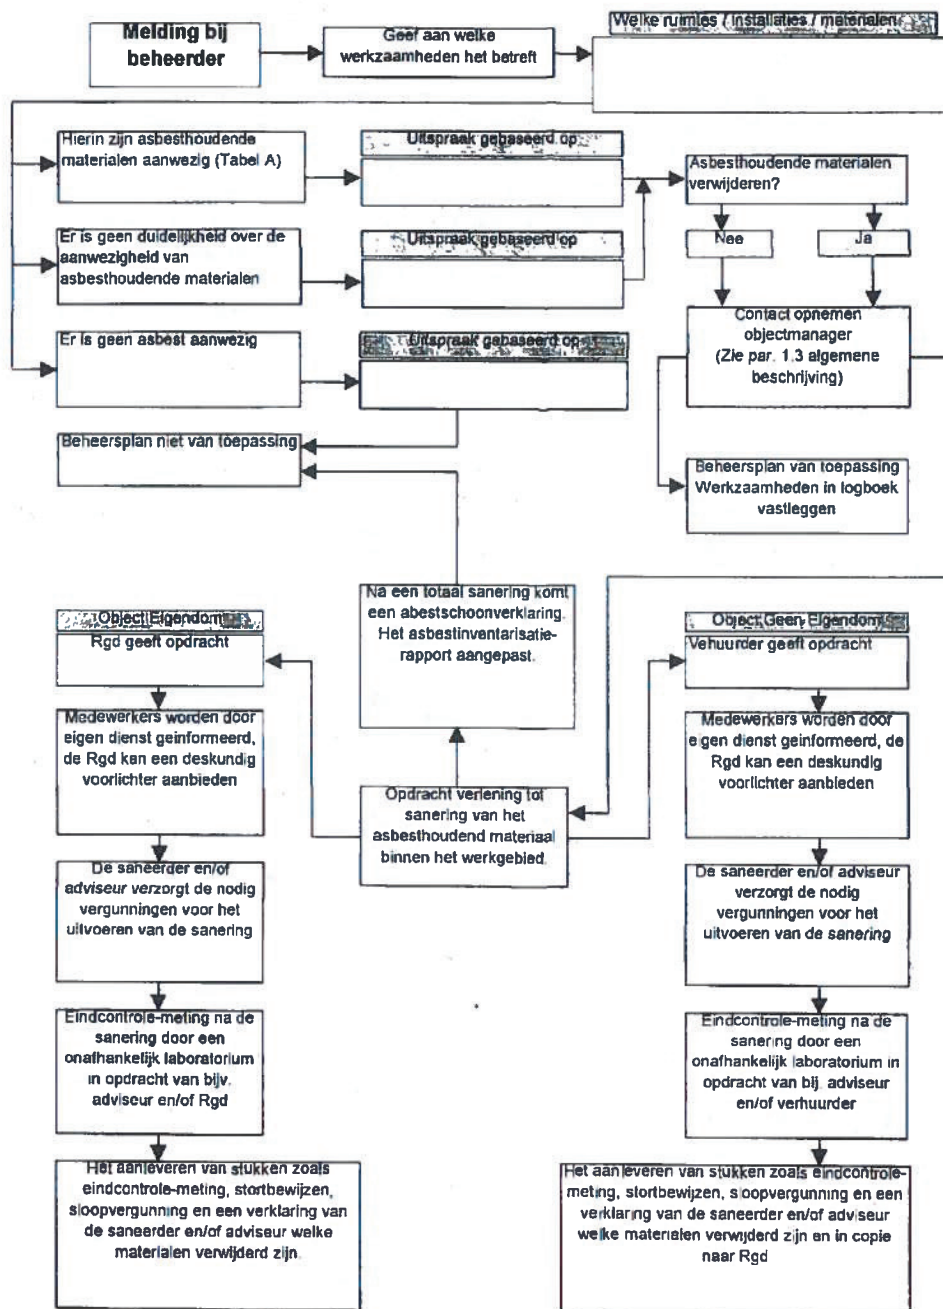 Melding bij
beheerder
Geef aan welke
werkzaamheden het betreft
Welke ruimtes / installaties / materialen
Hierin zijn asbesthoudende
materialen aanwezig (Tabel A)
Uitspraak gebaseerd op
Asbesthoudende materialen
verwijderen?
Er is geen duidelijkheid over de
aanwezigheid van
asbesthoudende materialen
Uitspraak gebaseerd op
Nee
Ja
Er is geen asbest aanwezig
Uitspraak gebaseerd op
Contact opnemen
objectmanager
(Zie par. 1.3 algemene
beschrijving)
Beheersplan niet van toepassing
Beheersplan van toepassing
Werkzaamheden in logboek
vastleggen
Na een totaal sanering komt
een abestschoonverklaring.
Het asbestinventarisatie-
rapport aangepast.
Object Eigendom
Rgd geeft opdracht
Object Geen Eigendom
Vehuurder geeft opdracht
Medewerkers worden door
eigen dienst geinformeerd,
de Rgd kan een deskundig
voorlichter aanbieden
Medewerkers worden door
eigen dienst geinformeerd, de
Rgd kan een deskundig
voorlichter aanbieden
Opdracht verlening tot
sanering van het
asbesthoudend materiaal
binnen het werkgebied.
De saneerder en/of
adviseur verzorgt de nodig
vergunningen voor het
uitvoeren van de sanering
De saneerder en/of adviseur
verzorgt de nodig
vergunningen voor het
uitvoeren van de sanering
Eindcontrole-meting na de
sanering door een
onafhankelijk laboratorium
in opdracht van bijv.
adviseur en/of Rgd
Eindcontrole-meting na de
sanering door een
onafhankelijk laboratorium in
opdracht van bij. adviseur
en/of verhuurder
Het aanleveren van stukken zoals
eindcontrole-meting, stortbewijzen,
sloopvergunning en een verklaring van
de saneerder en/of adviseur welke
materialen verwijderd zijn.
Het aanleveren van stukken zoals eindcontrole-
meting, stortbewijzen, sloopvergunning en een
verklaring van de saneerder en/of adviseur
welke materialen verwijderd zijn en in copie
naar Rgd